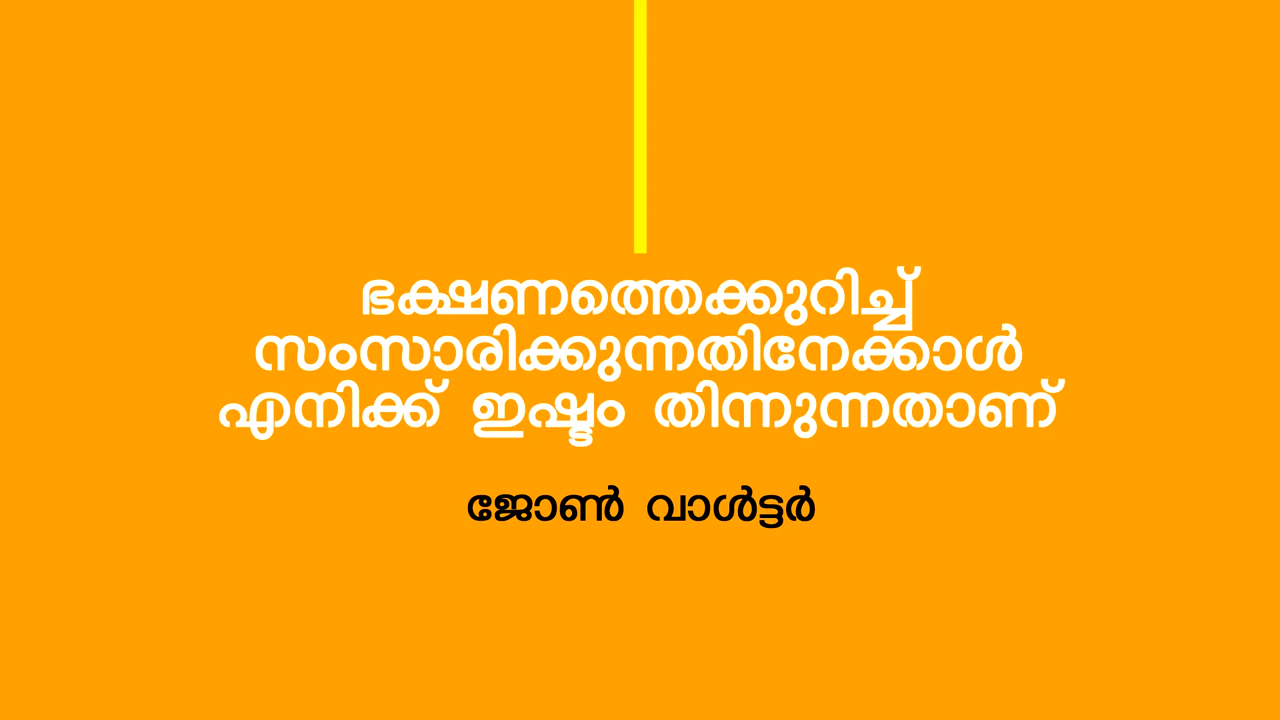 ഭക്ഷണത്തെക്കുറിച്ച്
സംസാരിക്കുന്നതിനേക്കാൾ
എനിക്ക് ഇഷ്ടം തിന്നുന്നതാണ്
ജോൺ വാൾട്ടർ